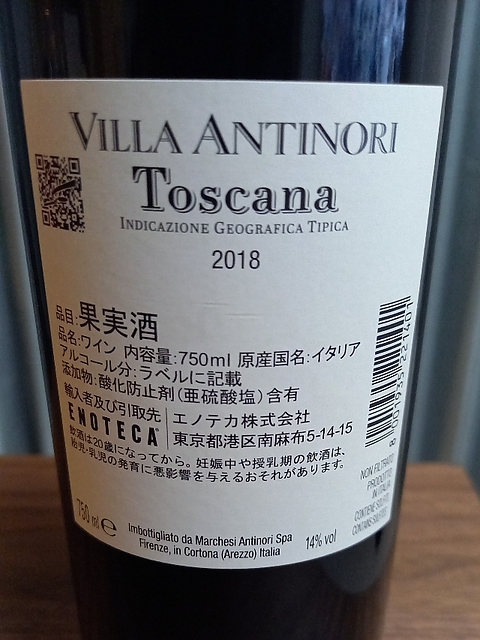 VILLA ANTINORI
Toscana
INDICAZIONE GEOGRAFICA TIPICA
2018
品目:果実酒
品名:ワイン 内容量:750ml 原産国名:イタリア
アルコール分:ラベルに記載
添加物:酸化防止剤(亜硫酸塩)含有
輸入者及び引取先
ENOTECA
エノテカ株式会社
東京都港区南麻布5-14-15
飲酒は20歳になってから。妊娠中や授乳期の飲酒は、
胎児・乳児の発育に悪影響を与えるおそれがあります。
NON FILTRATO
PRODOTTO
IN ITALIA
CONTIENE SOLFITI
CONTAINS SULFITES
750 ml e
Imbottigliato da Marchesi Antinori Spa
Firenze, in Cortona (Arezzo) Italia
14% vol